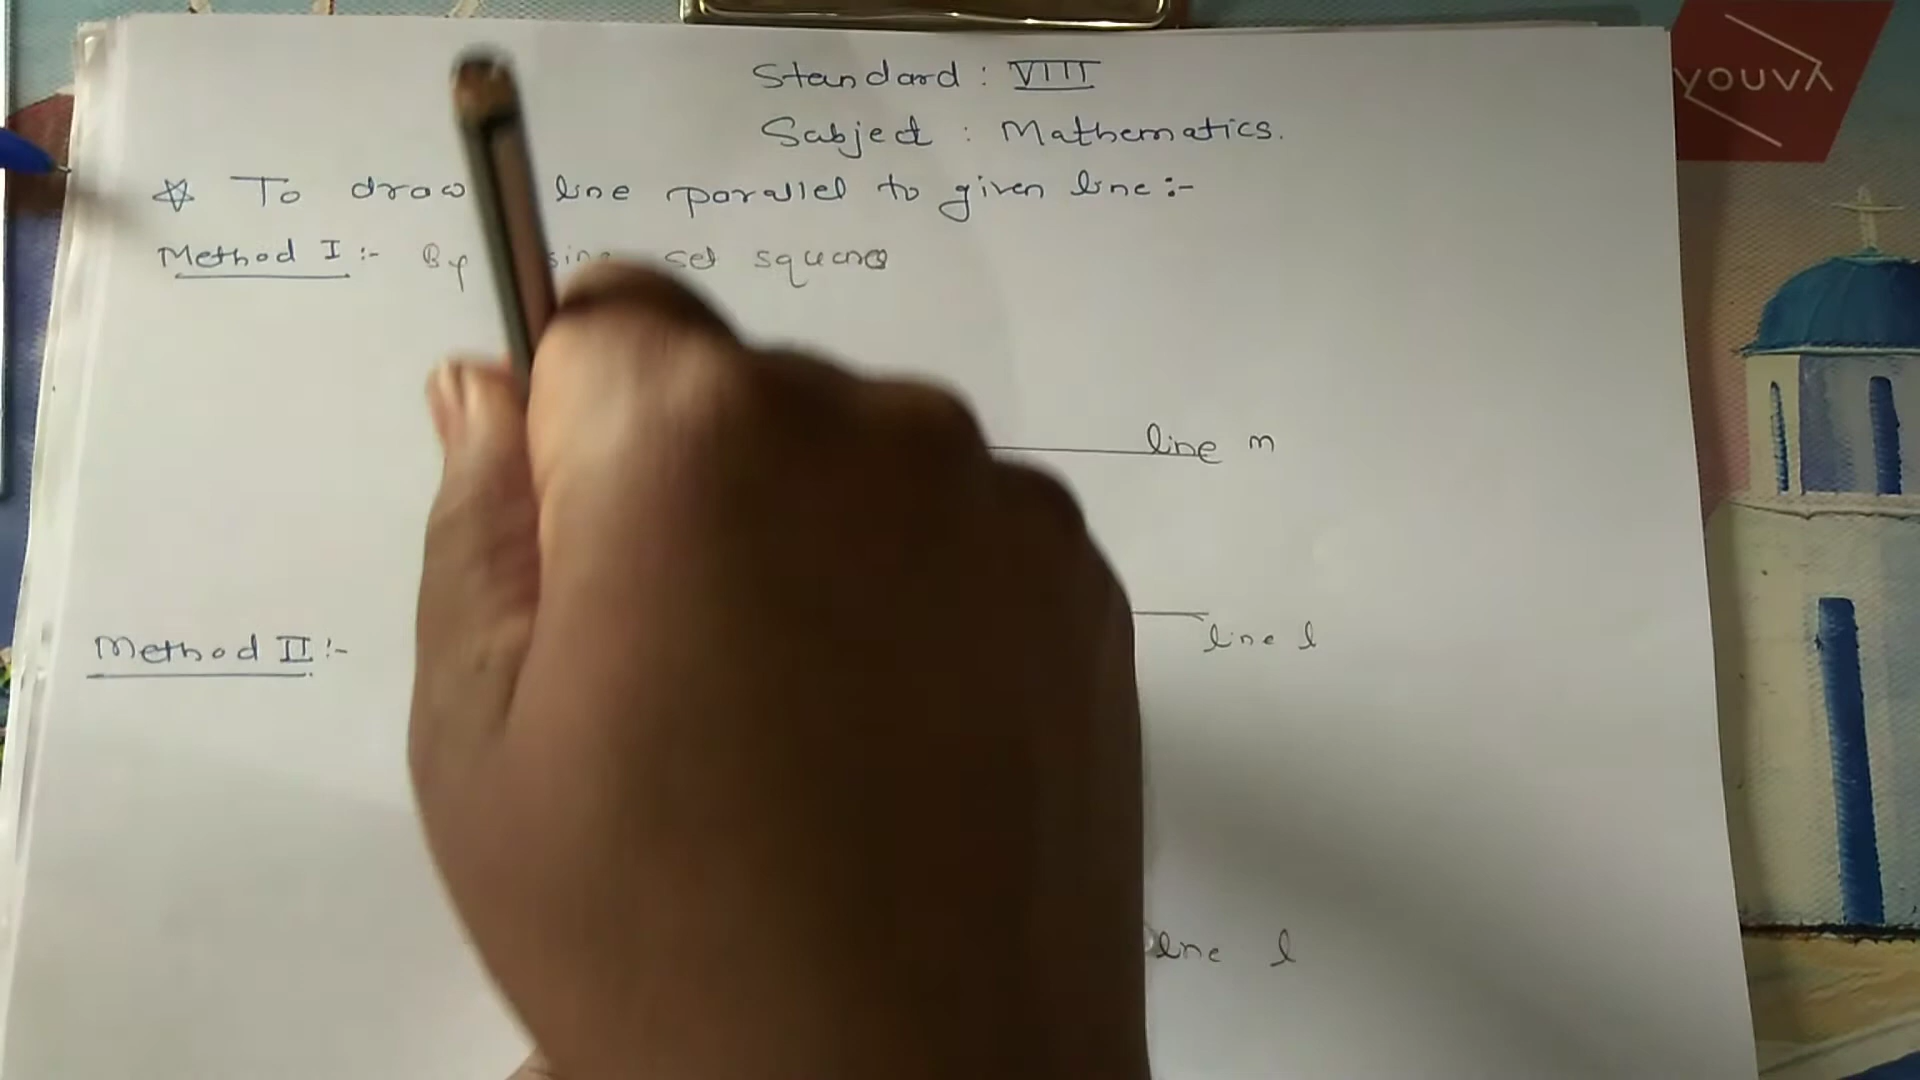 Standard : VIII
YOUVA
Subject : Mathematics.
To draw line parallel to given line :-
Method I :- By set square
line m
line l
Method II :-
line l